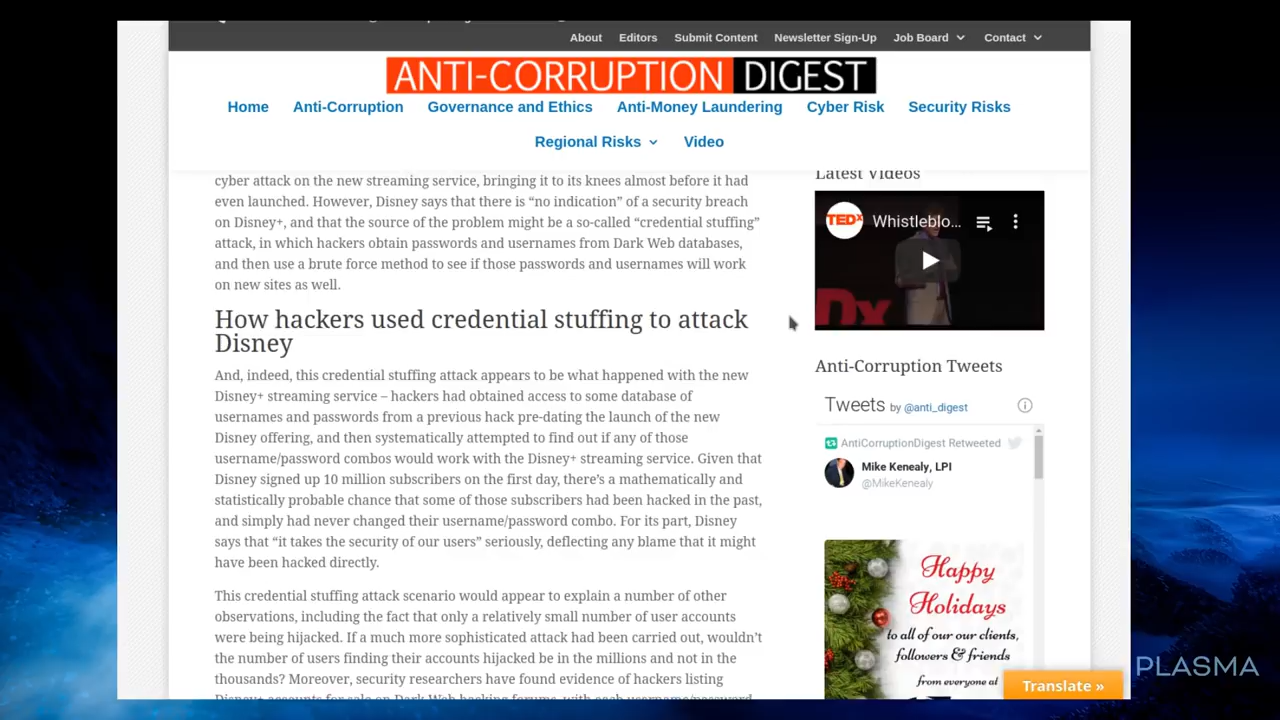 About Editors Submit Content Newsletter Sign-Up Job Board Contact
ANTI-CORRUPTION DIGEST
Home Anti-Corruption Governance and Ethics Anti-Money Laundering Cyber Risk Security Risks
Regional Risks Video
cyber attack on the new streaming service, bringing it to its knees almost before it had
even launched. However, Disney says that there is “no indication” of a security breach
on Disney+, and that the source of the problem might be a so-called “credential stuffing”
attack, in which hackers obtain passwords and usernames from Dark Web databases,
and then use a brute force method to see if those passwords and usernames will work
on new sites as well.
How hackers used credential stuffing to attack
Disney
And, indeed, this credential stuffing attack appears to be what happened with the new
Disney+ streaming service – hackers had obtained access to some database of
usernames and passwords from a previous hack pre-dating the launch of the new
Disney offering, and then systematically attempted to find out if any of those
username/password combos would work with the Disney+ streaming service. Given that
Disney signed up 10 million subscribers on the first day, there’s a mathematically and
statistically probable chance that some of those subscribers had been hacked in the past,
and simply had never changed their username/password combo. For its part, Disney
says that “it takes the security of our users” seriously, deflecting any blame that it might
have been hacked directly.
This credential stuffing attack scenario would appear to explain a number of other
observations, including the fact that only a relatively small number of user accounts
were being hijacked. If a much more sophisticated attack had been carried out, wouldn’t
the number of users finding their accounts hijacked be in the millions and not in the
thousands? Moreover, security researchers have found evidence of hackers listing
Disney+ accounts for sale on Dark Web hacking forums, with each username/password
Latest Videos
TEDx
Whistleblo...
Dx
Anti-Corruption Tweets
Tweets by @anti_digest
AntiCorruptionDigest Retweeted
Mike Kenealy, LPI
@MikeKenealy
Happy
Holidays
to all of our our clients,
followers & friends
from everyone at
Translate »
PLASMA